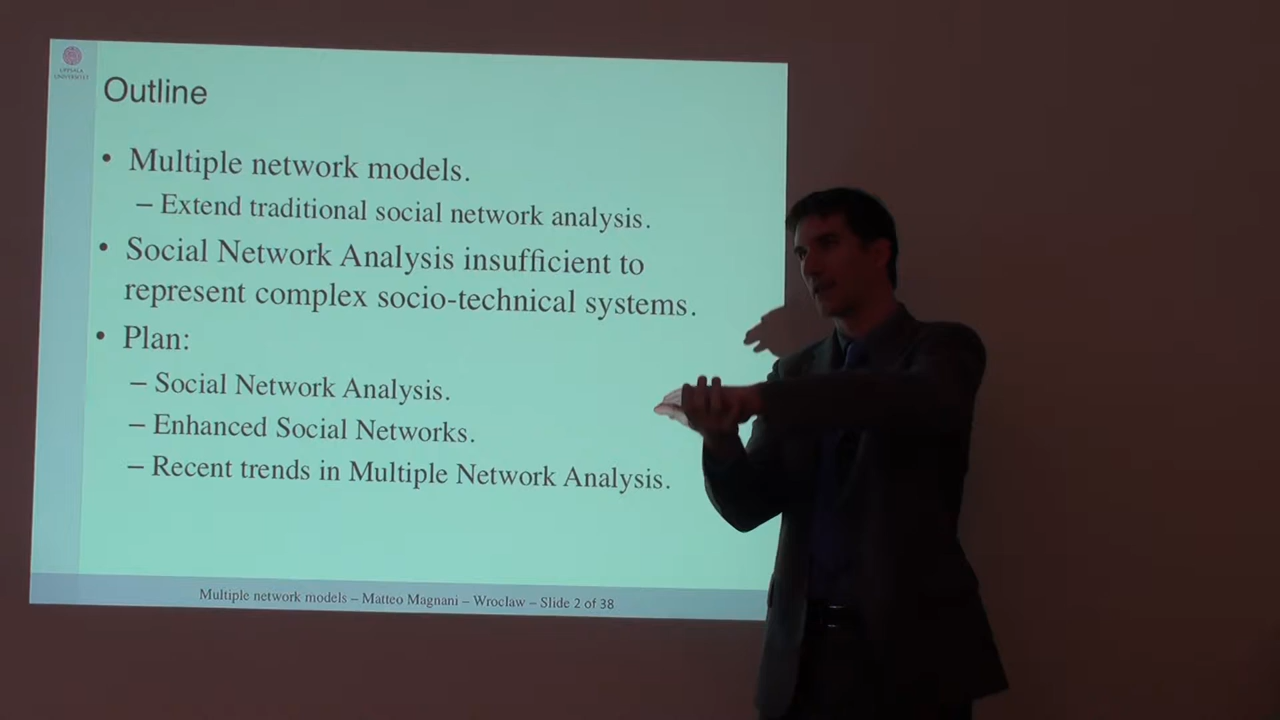 UPPSALA
UNIVERSITET
Outline
• Multiple network models.
– Extend traditional social network analysis.
• Social Network Analysis insufficient to
represent complex socio-technical systems.
• Plan:
– Social Network Analysis.
– Enhanced Social Networks.
– Recent trends in Multiple Network Analysis.
Multiple network models – Matteo Magnani – Wroclaw – Slide 2 of 38